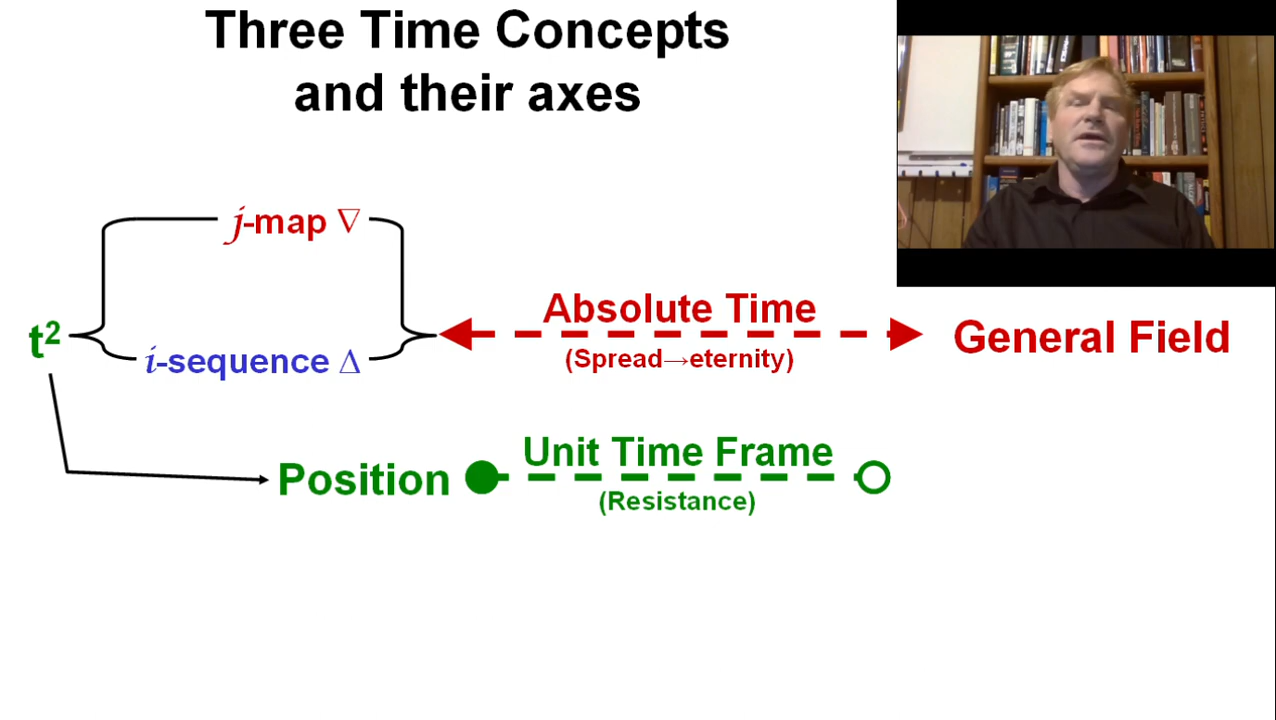 Three Time Concepts
and their axes
j-map ∇
t²
i-sequence Δ
Absolute Time
(Spread→eternity)
General Field
Position
Unit Time Frame
(Resistance)